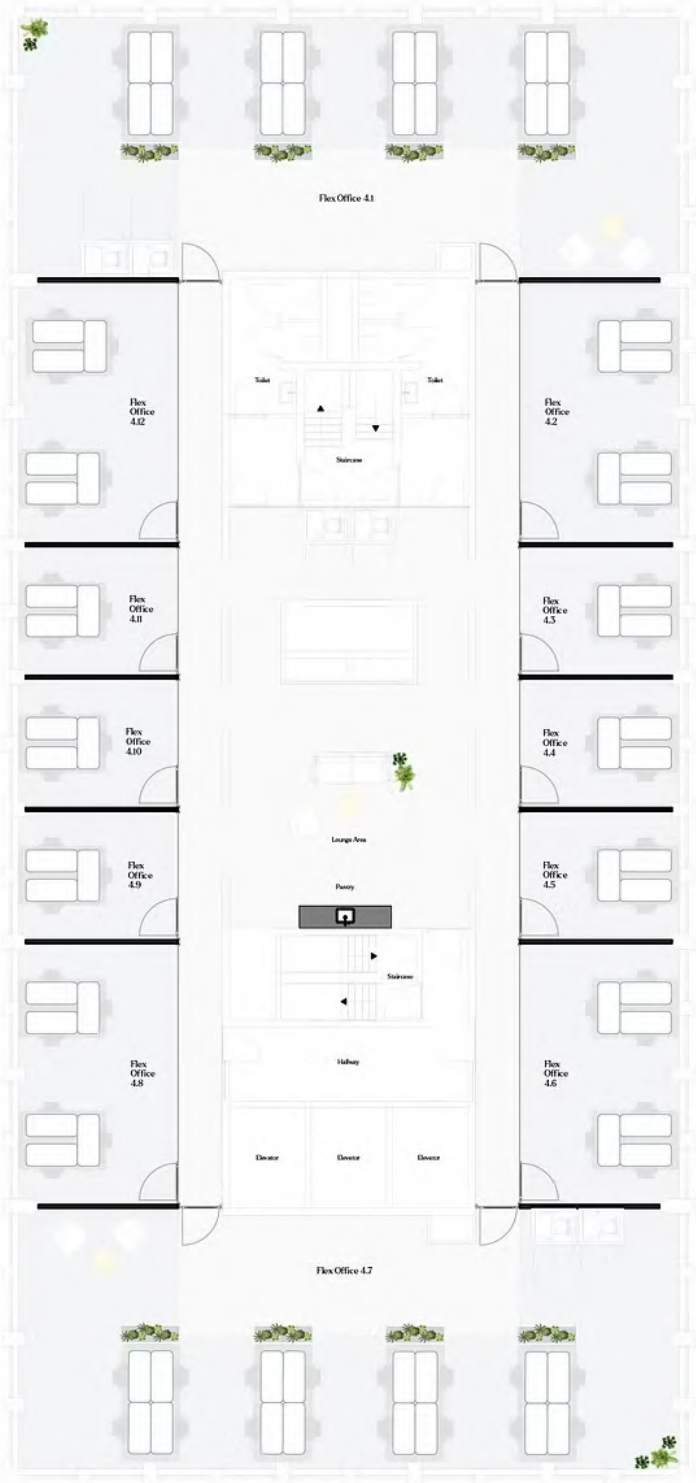 Flex Office 4.1
Toilet
Toilet
Flex
Office
4.12
Flex
Office
4.2
Staircase
Flex
Office
4.11
Flex
Office
4.3
Flex
Office
4.10
Flex
Office
4.4
Lounge Area
Flex
Office
4.9
Flex
Office
4.5
Pantry
Staircase
Flex
Office
4.8
Hallway
Flex
Office
4.6
Elevator
Elevator
Elevator
Flex Office 4.7